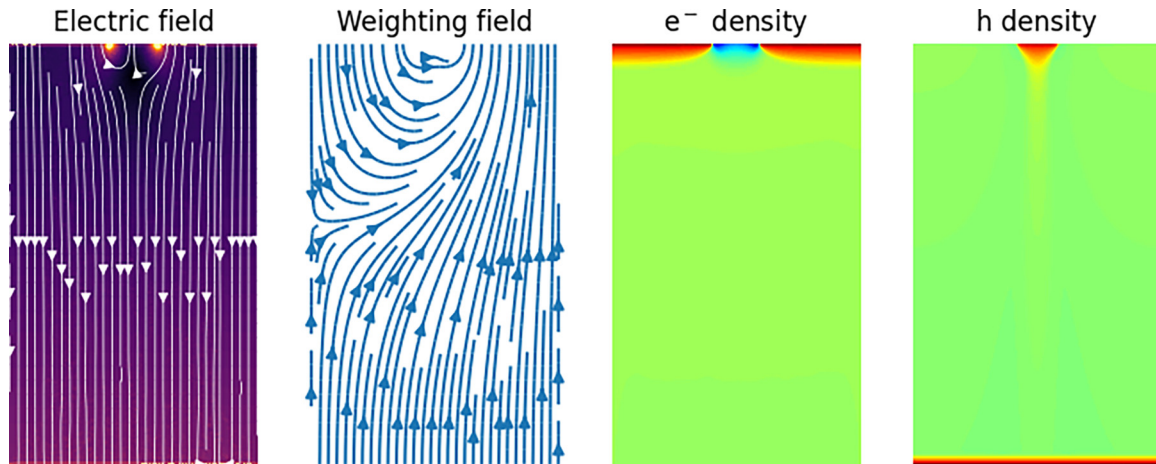 Electric field
Weighting field
e⁻ density
h density